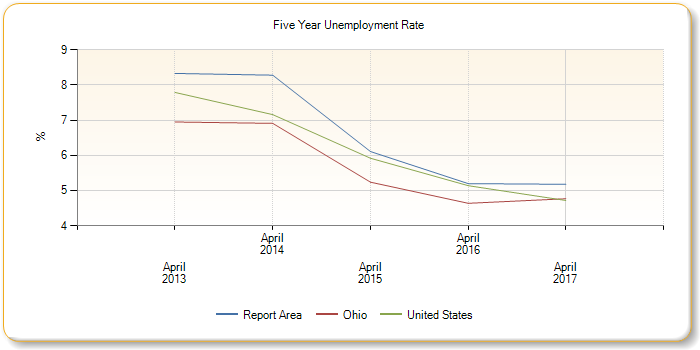 Five Year Unemployment Rate
9
8
7
%
6
5
4
April
2014
April
2016
April
2013
April
2015
April
2017
Report Area Ohio United States